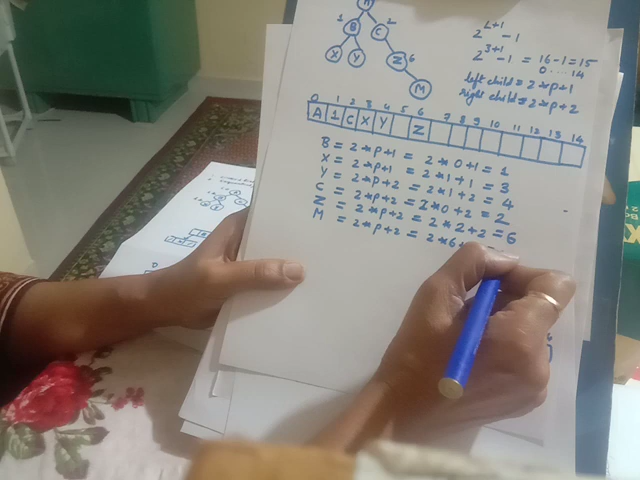 1 B C 2
2^(L+1) - 1
2^(3+1) - 1 = 16-1 = 15
0 .... 14
X Y Z 6
M
left child = 2*p+1
right child = 2*p+2
0 1 2 3 4 5 6 7 8 9 10 11 12 13 14
A 1 C X Y Z
B = 2*p+1 = 2*0+1 = 1
X = 2*p+1 = 2*1+1 = 3
Y = 2*p+2 = 2*1+2 = 4
C = 2*p+2 = 2*0+2 = 2
Z = 2*p+2 = 2*2+2 = 6
M = 2*p+2 = 2*6+